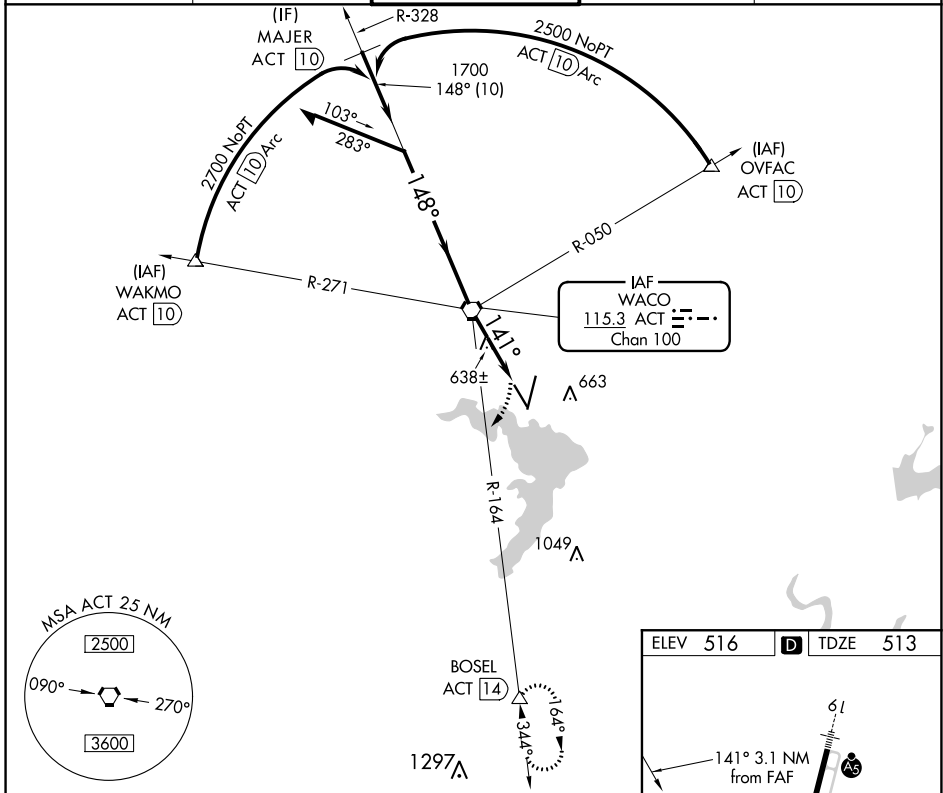 (IF)
MAJER
ACT 10
R-328
2500 NoPT
ACT 10 Arc
1700
148° (10)
103°
283°
2700 NoPT
ACT 10 Arc
148°
(IAF)
OVFAC
ACT 10
R-050
(IAF)
WAKMO
ACT 10
R-271
IAF
WACO
115.3 ACT
Chan 100
141°
638±
663
R-164
1049
MSA ACT 25 NM
2500
090°
270°
3600
BOSEL
ACT 14
344°
164°
1297
ELEV 516 D TDZE 513
19
141° 3.1 NM
from FAF
A5